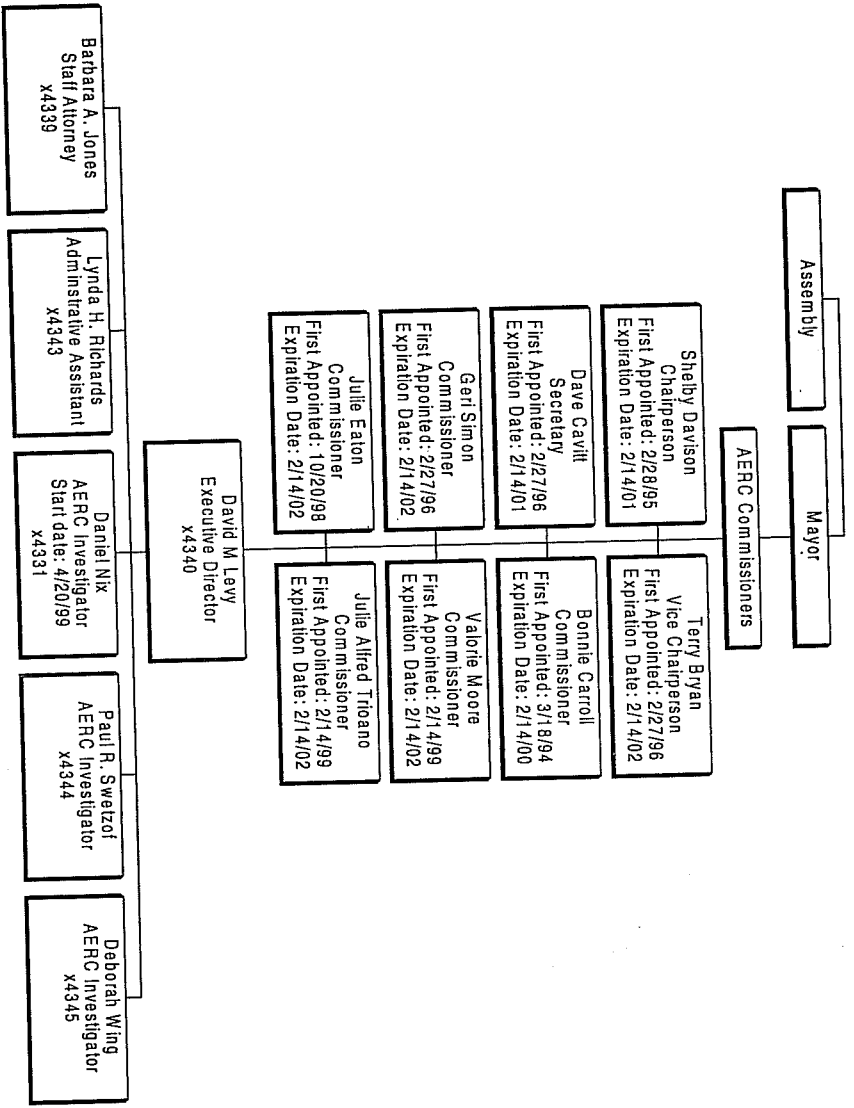 Assembly
Mayor
AERC Commissioners
Shelby Davison
Chairperson
First Appointed: 2/28/95
Expiration Date: 2/14/01
Terry Bryan
Vice Chairperson
First Appointed: 2/27/96
Expiration Date: 2/14/02
Dave Cavitt
Secretary
First Appointed: 2/27/96
Expiration Date: 2/14/01
Bonnie Carroll
Commissioner
First Appointed: 3/18/94
Expiration Date: 2/14/00
Geri Simon
Commissioner
First Appointed: 2/27/96
Expiration Date: 2/14/02
Valorie Moore
Commissioner
First Appointed: 2/14/99
Expiration Date: 2/14/02
Julie Eaton
Commissioner
First Appointed: 10/20/98
Expiration Date: 2/14/02
Julie Alfred Trioano
Commissioner
First Appointed: 2/14/99
Expiration Date: 2/14/02
David M Levy
Executive Director
x4340
Barbara A. Jones
Staff Attorney
x4339
Lynda H. Richards
Adminstrative Assistant
x4343
Daniel Nix
AERC Investigator
Start date: 4/20/99
x4331
Paul R. Swetzof
AERC Investigator
x4344
Deborah Wing
AERC Investigator
x4345